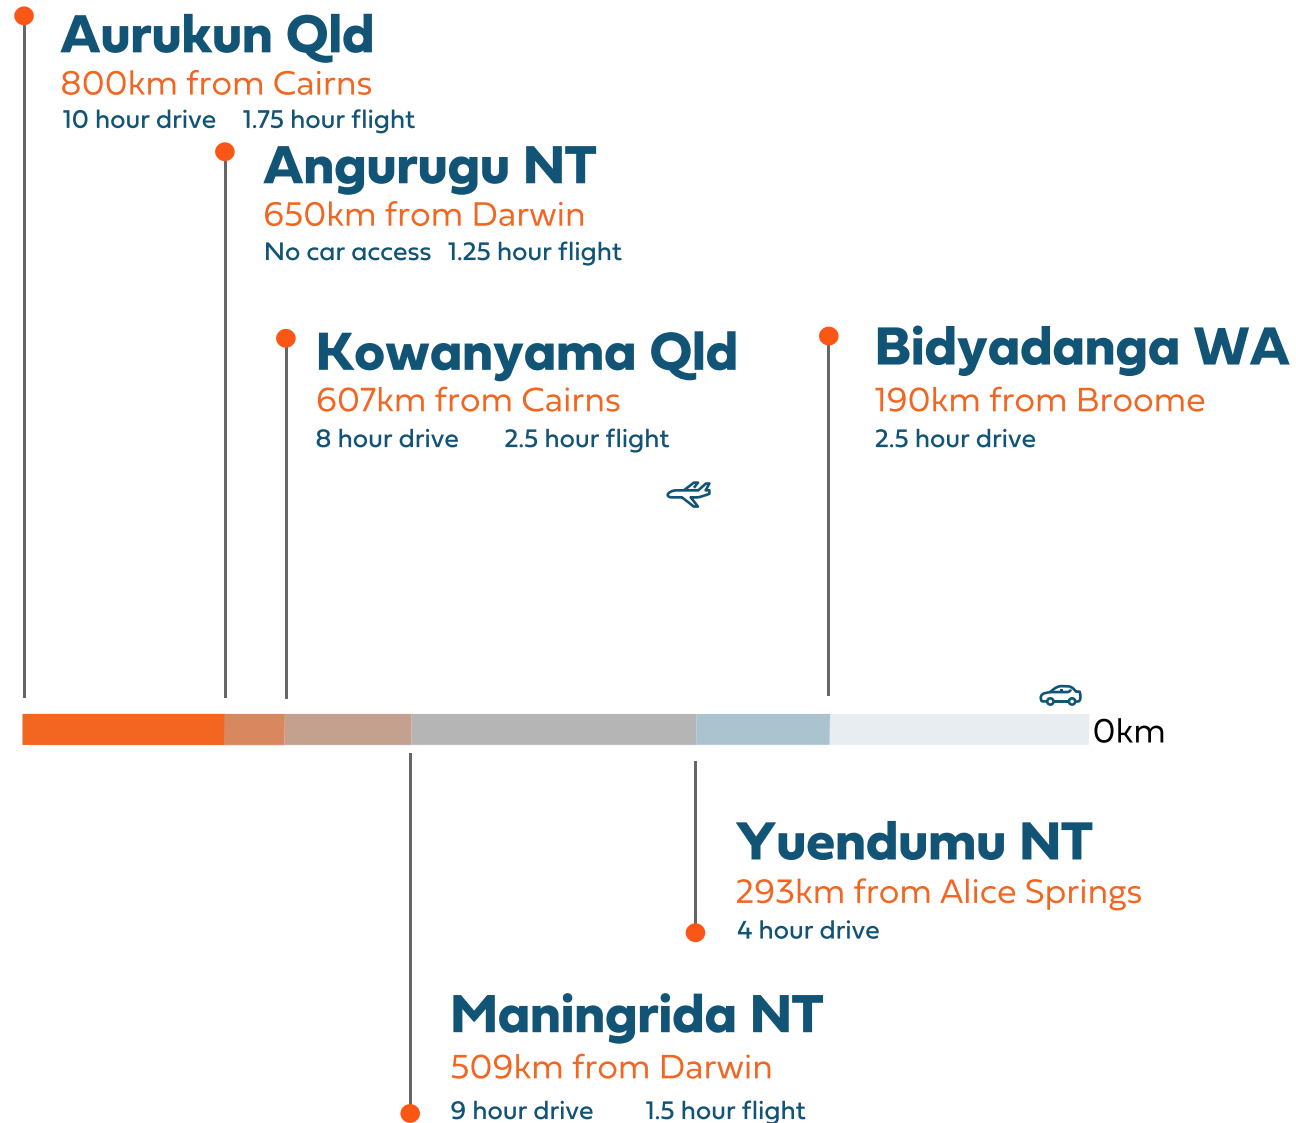 Aurukun Qld
800km from Cairns
10 hour drive 1.75 hour flight
Angurugu NT
650km from Darwin
No car access 1.25 hour flight
Kowanyama Qld
607km from Cairns
8 hour drive 2.5 hour flight
Bidyadanga WA
190km from Broome
2.5 hour drive
0km
Yuendumu NT
293km from Alice Springs
4 hour drive
Maningrida NT
509km from Darwin
9 hour drive 1.5 hour flight